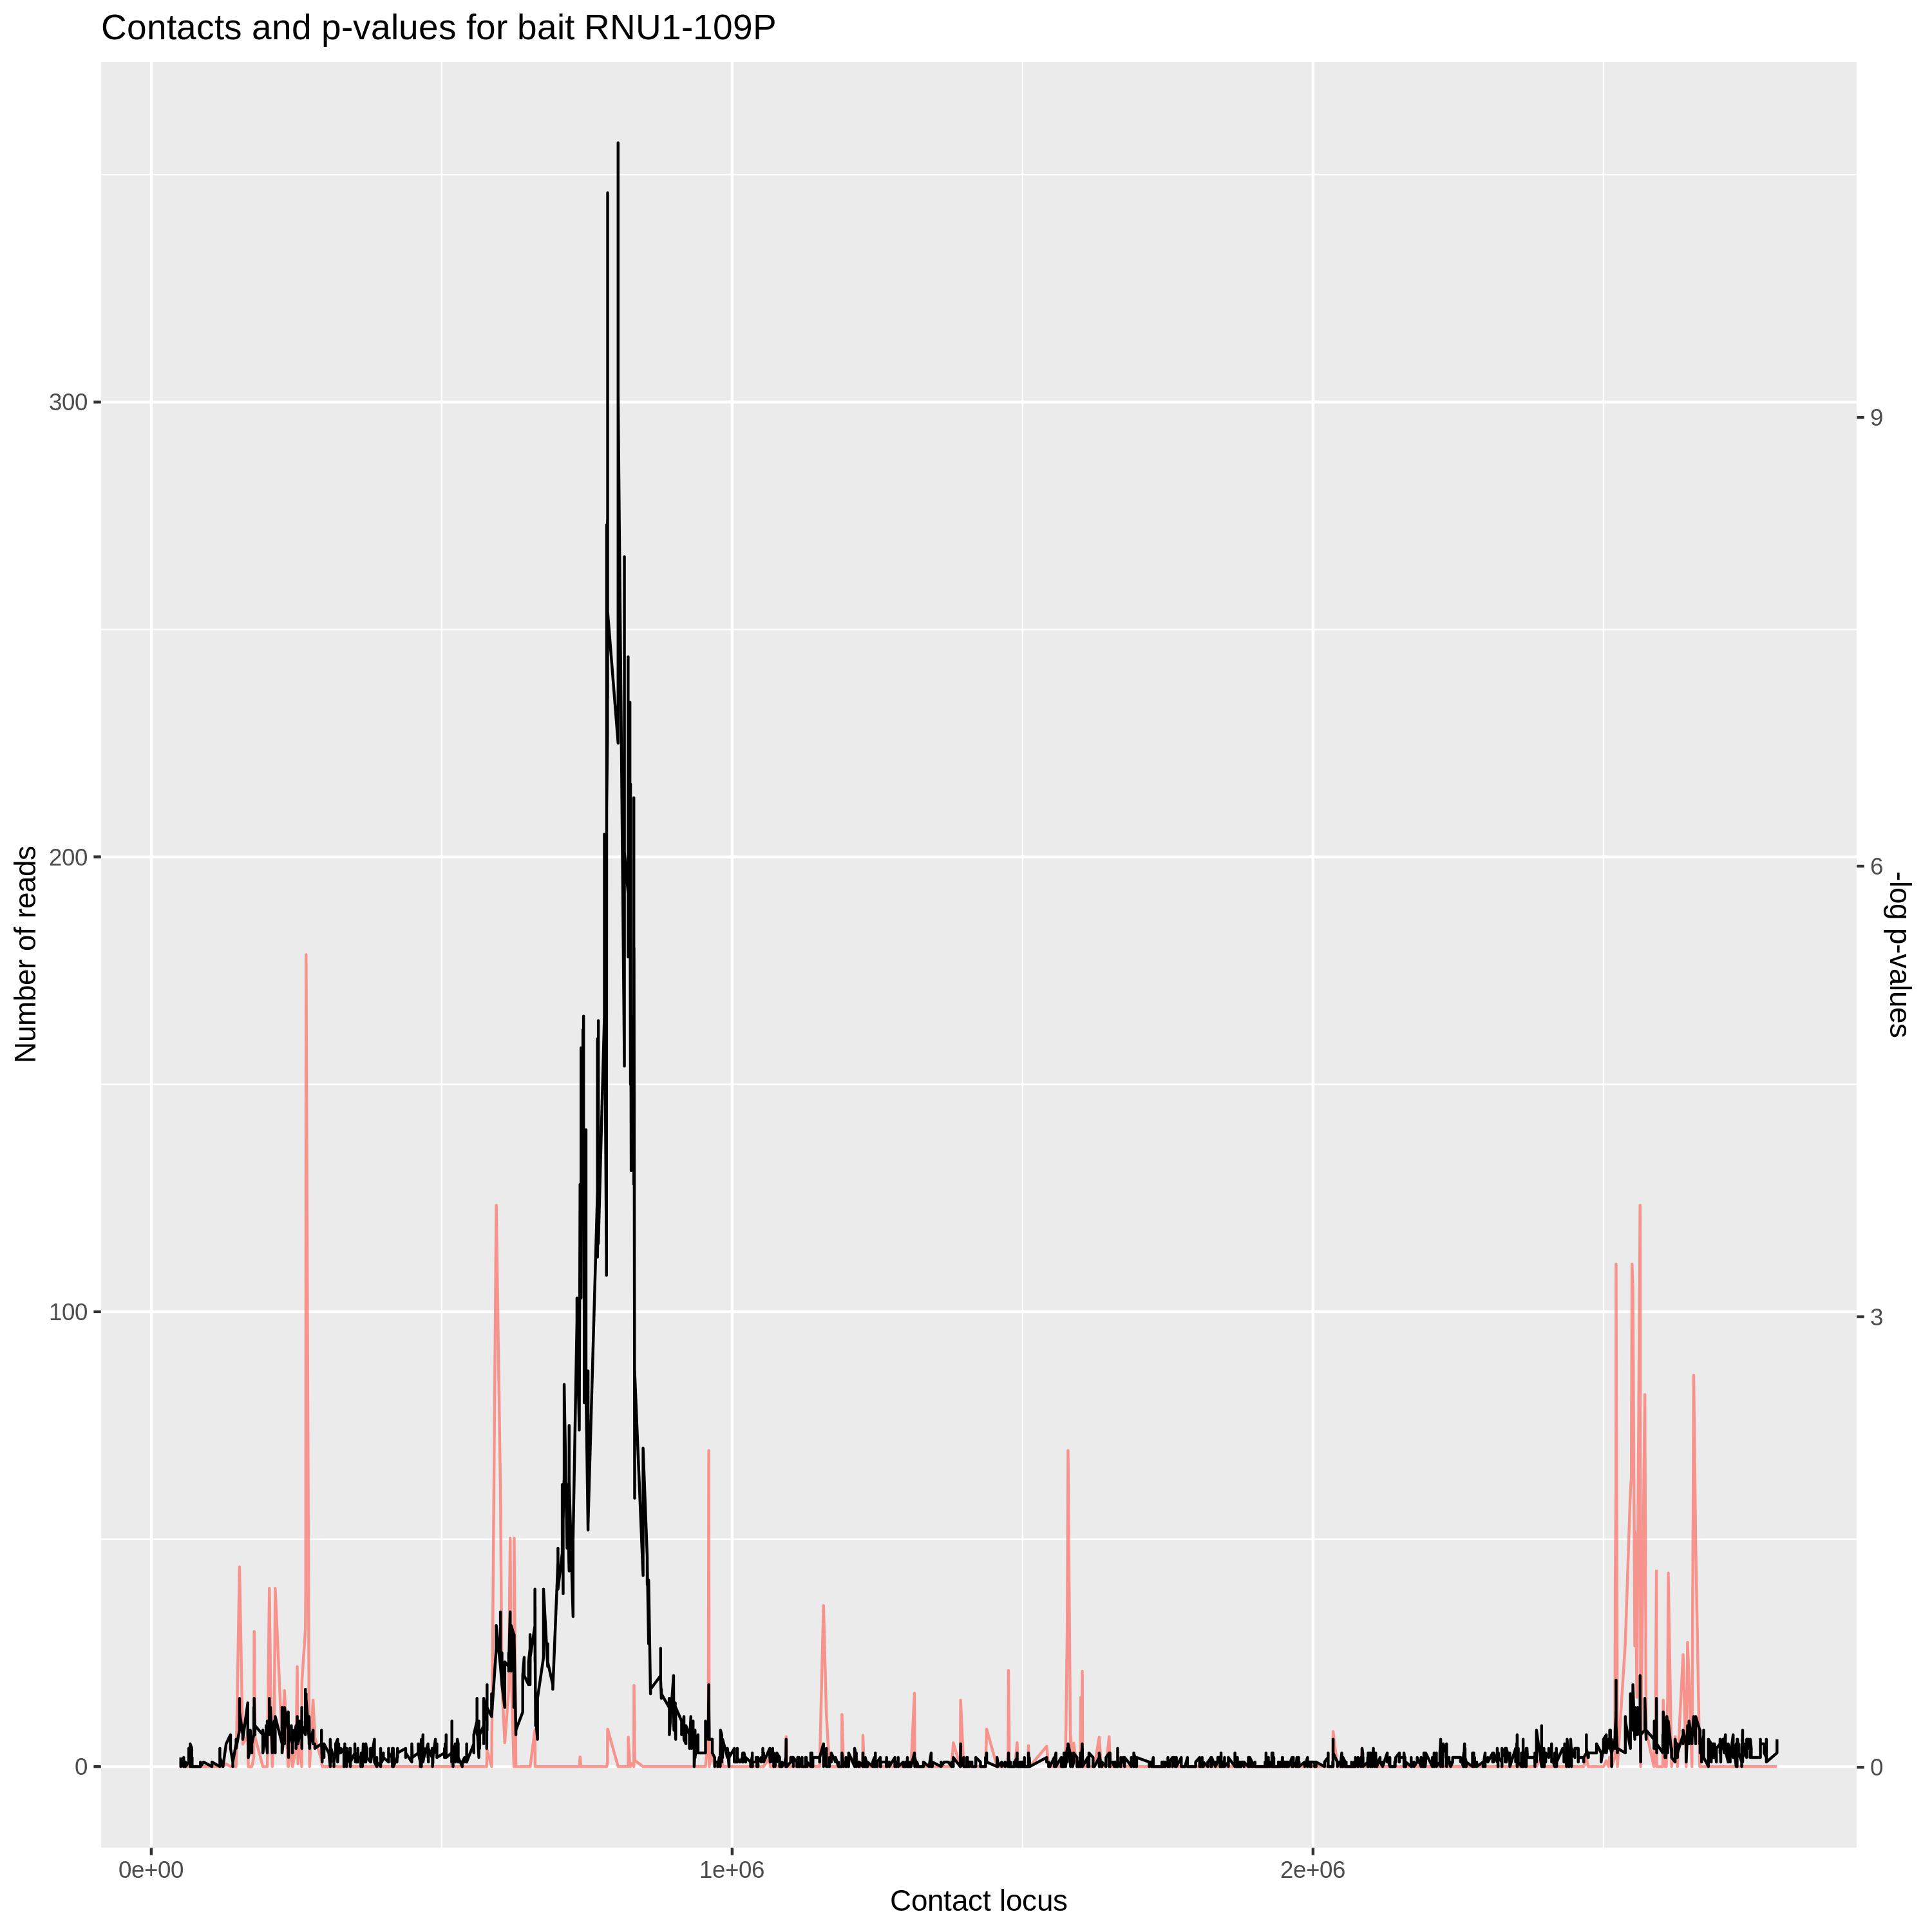 Contacts and p-values for bait RNU1-109P
Number of reads
300
200
100
0
9
6
3
0
-log p-values
0e+00
1e+06
2e+06
Contact locus